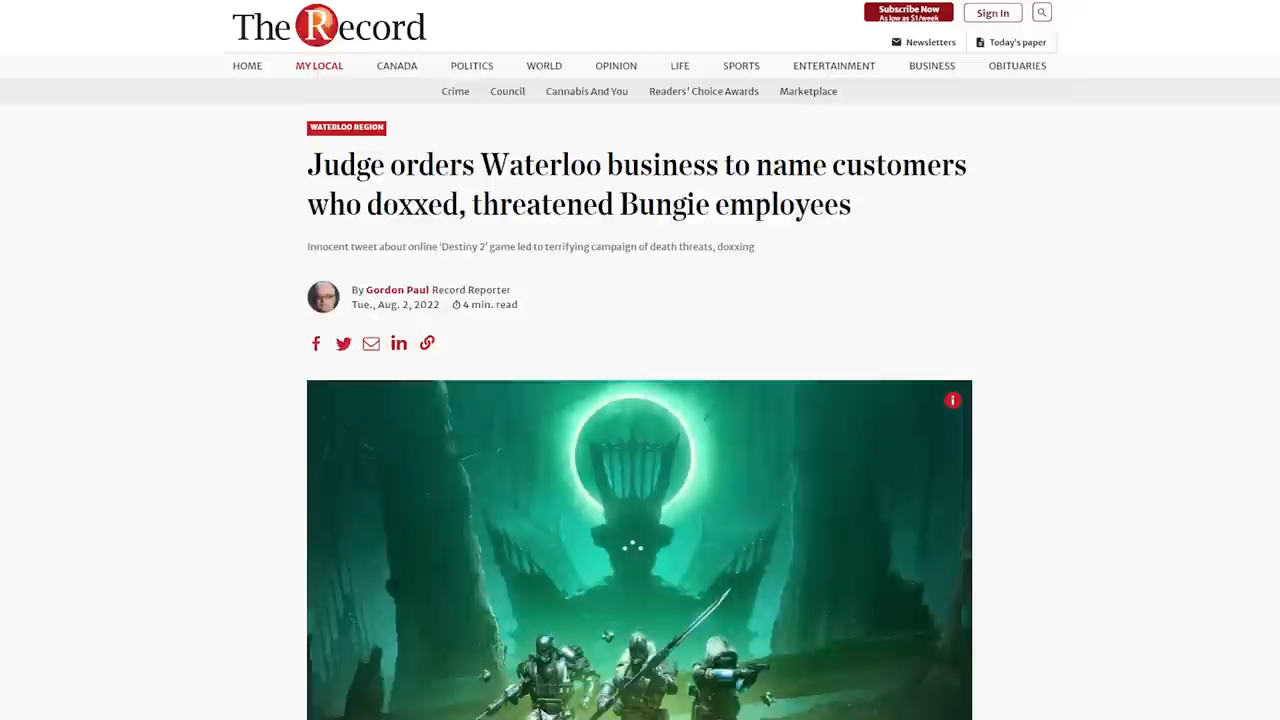 The Record
Subscribe Now
As low as $1/week
Sign In
Newsletters
Today's paper
HOME
MY LOCAL
CANADA
POLITICS
WORLD
OPINION
LIFE
SPORTS
ENTERTAINMENT
BUSINESS
OBITUARIES
Crime
Council
Cannabis And You
Readers' Choice Awards
Marketplace
WATERLOO REGION
Judge orders Waterloo business to name customers
who doxxed, threatened Bungie employees
Innocent tweet about online ‘Destiny 2’ game led to terrifying campaign of death threats, doxxing
By Gordon Paul Record Reporter
Tue., Aug. 2, 2022
4 min. read